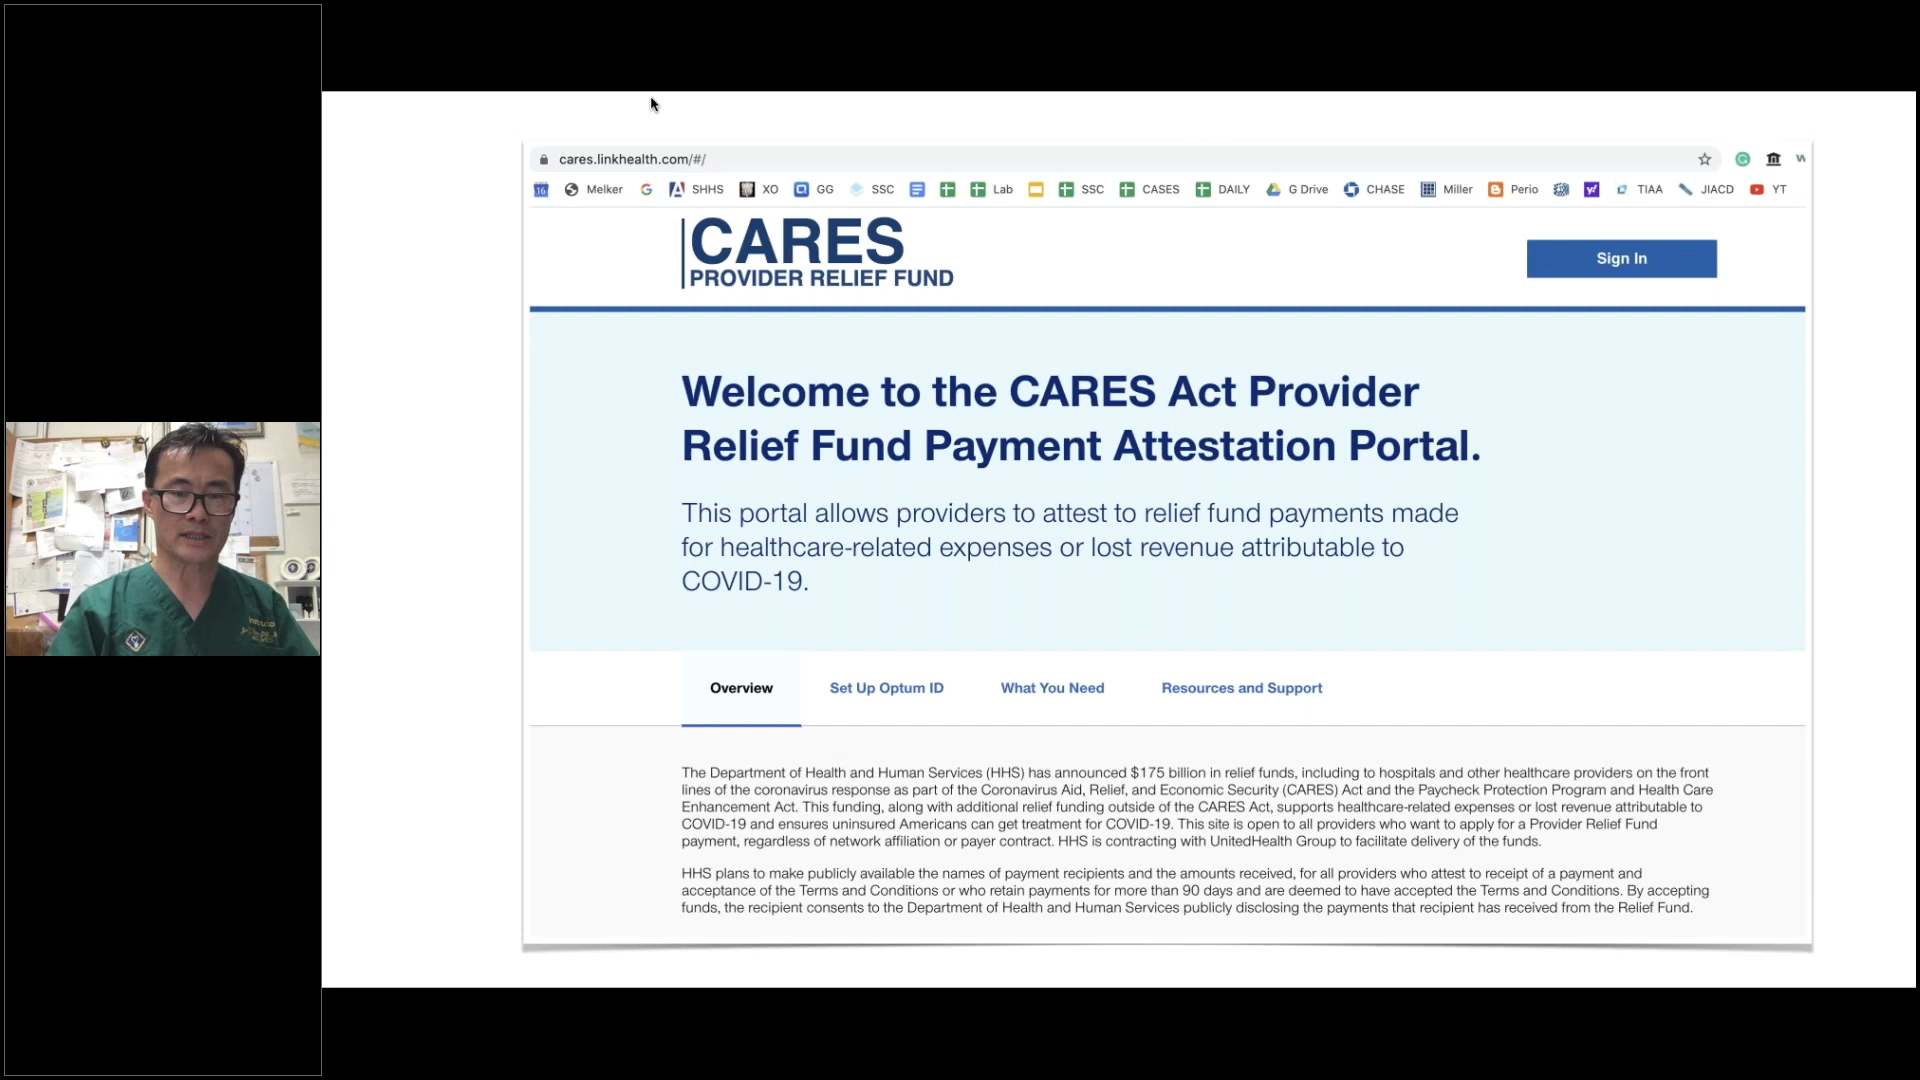 cares.linkhealth.com/#/
16 Melker SHHS XO GG SSC Lab SSC CASES DAILY G Drive CHASE Miller Perio TIAA JIACD YT
CARES
PROVIDER RELIEF FUND
Sign In
Welcome to the CARES Act Provider
Relief Fund Payment Attestation Portal.
This portal allows providers to attest to relief fund payments made
for healthcare-related expenses or lost revenue attributable to
COVID-19.
Overview Set Up Optum ID What You Need Resources and Support
The Department of Health and Human Services (HHS) has announced $175 billion in relief funds, including to hospitals and other healthcare providers on the front
lines of the coronavirus response as part of the Coronavirus Aid, Relief, and Economic Security (CARES) Act and the Paycheck Protection Program and Health Care
Enhancement Act. This funding, along with additional relief funding outside of the CARES Act, supports healthcare-related expenses or lost revenue attributable to
COVID-19 and ensures uninsured Americans can get treatment for COVID-19. This site is open to all providers who want to apply for a Provider Relief Fund
payment, regardless of network affiliation or payer contract. HHS is contracting with UnitedHealth Group to facilitate delivery of the funds.
HHS plans to make publicly available the names of payment recipients and the amounts received, for all providers who attest to receipt of a payment and
acceptance of the Terms and Conditions or who retain payments for more than 90 days and are deemed to have accepted the Terms and Conditions. By accepting
funds, the recipient consents to the Department of Health and Human Services publicly disclosing the payments that recipient has received from the Relief Fund.